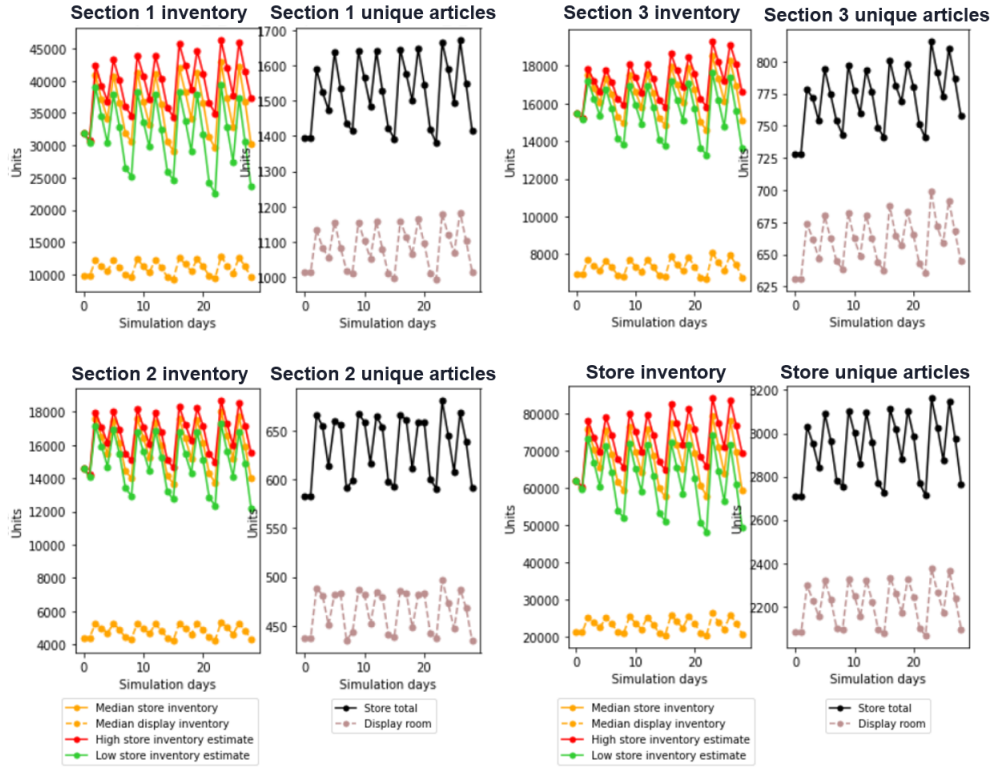 Section 1 inventory
45000
40000
35000
30000
25000
20000
15000
10000
Units
0 10 20
Simulation days
Section 1 unique articles
1700
1600
1500
1400
1300
1200
1100
1000
Units
0 10 20
Simulation days
Section 3 inventory
18000
16000
14000
12000
10000
8000
Units
0 10 20
Simulation days
Section 3 unique articles
800
775
750
725
700
675
650
625
Units
0 10 20
Simulation days
Section 2 inventory
18000
16000
14000
12000
10000
8000
6000
4000
Units
0 10 20
Simulation days
Median store inventory
Median display inventory
High store inventory estimate
Low store inventory estimate
Section 2 unique articles
650
600
550
500
450
Units
0 10 20
Simulation days
Store total
Display room
Store inventory
80000
70000
60000
50000
40000
30000
20000
Units
0 10 20
Simulation days
Median store inventory
Median display inventory
High store inventory estimate
Low store inventory estimate
Store unique articles
3200
3000
2800
2600
2400
2200
Units
0 10 20
Simulation days
Store total
Display room